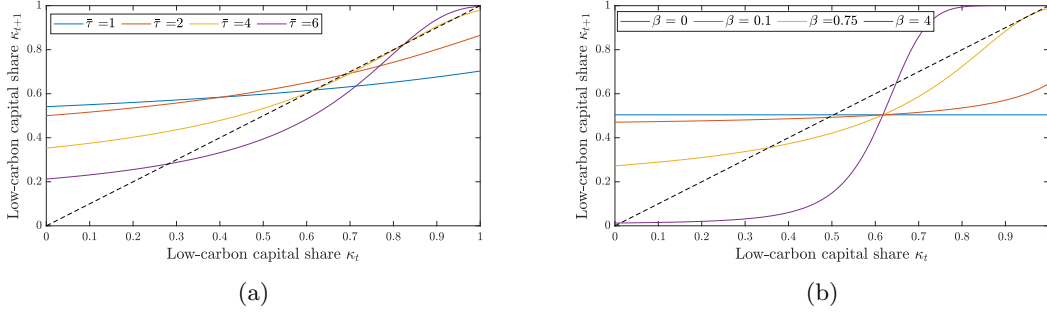 τ̄ =1 τ̄ =2 τ̄ =4 τ̄ =6
Low-carbon capital share κ_{t+1}
1
0.8
0.6
0.4
0.2
0
0 0.1 0.2 0.3 0.4 0.5 0.6 0.7 0.8 0.9 1
Low-carbon capital share κ_t
(a)
β = 0 β = 0.1 β =0.75 β = 4
Low-carbon capital share κ_{t+1}
1
0.8
0.6
0.4
0.2
0
0 0.1 0.2 0.3 0.4 0.5 0.6 0.7 0.8 0.9
Low-carbon capital share κ_t
(b)